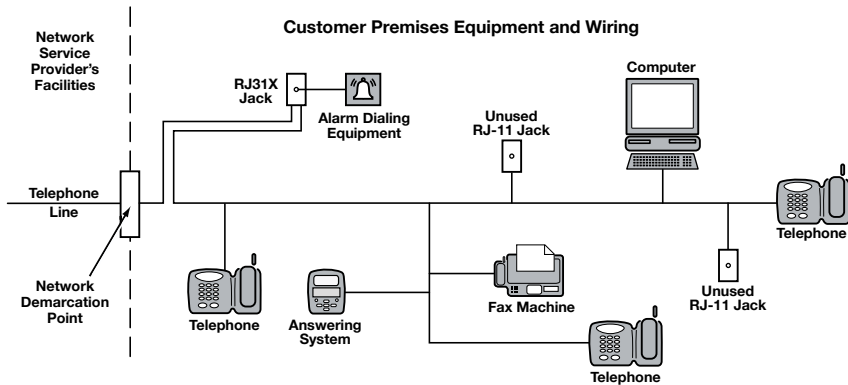 Customer Premises Equipment and Wiring
Network
Service
Provider's
Facilities
RJ31X
Jack
Alarm Dialing
Equipment
Unused
RJ-11 Jack
Computer
Telephone
Line
Telephone
Network
Demarcation
Point
Telephone
Answering
System
Fax Machine
Unused
RJ-11 Jack
Telephone